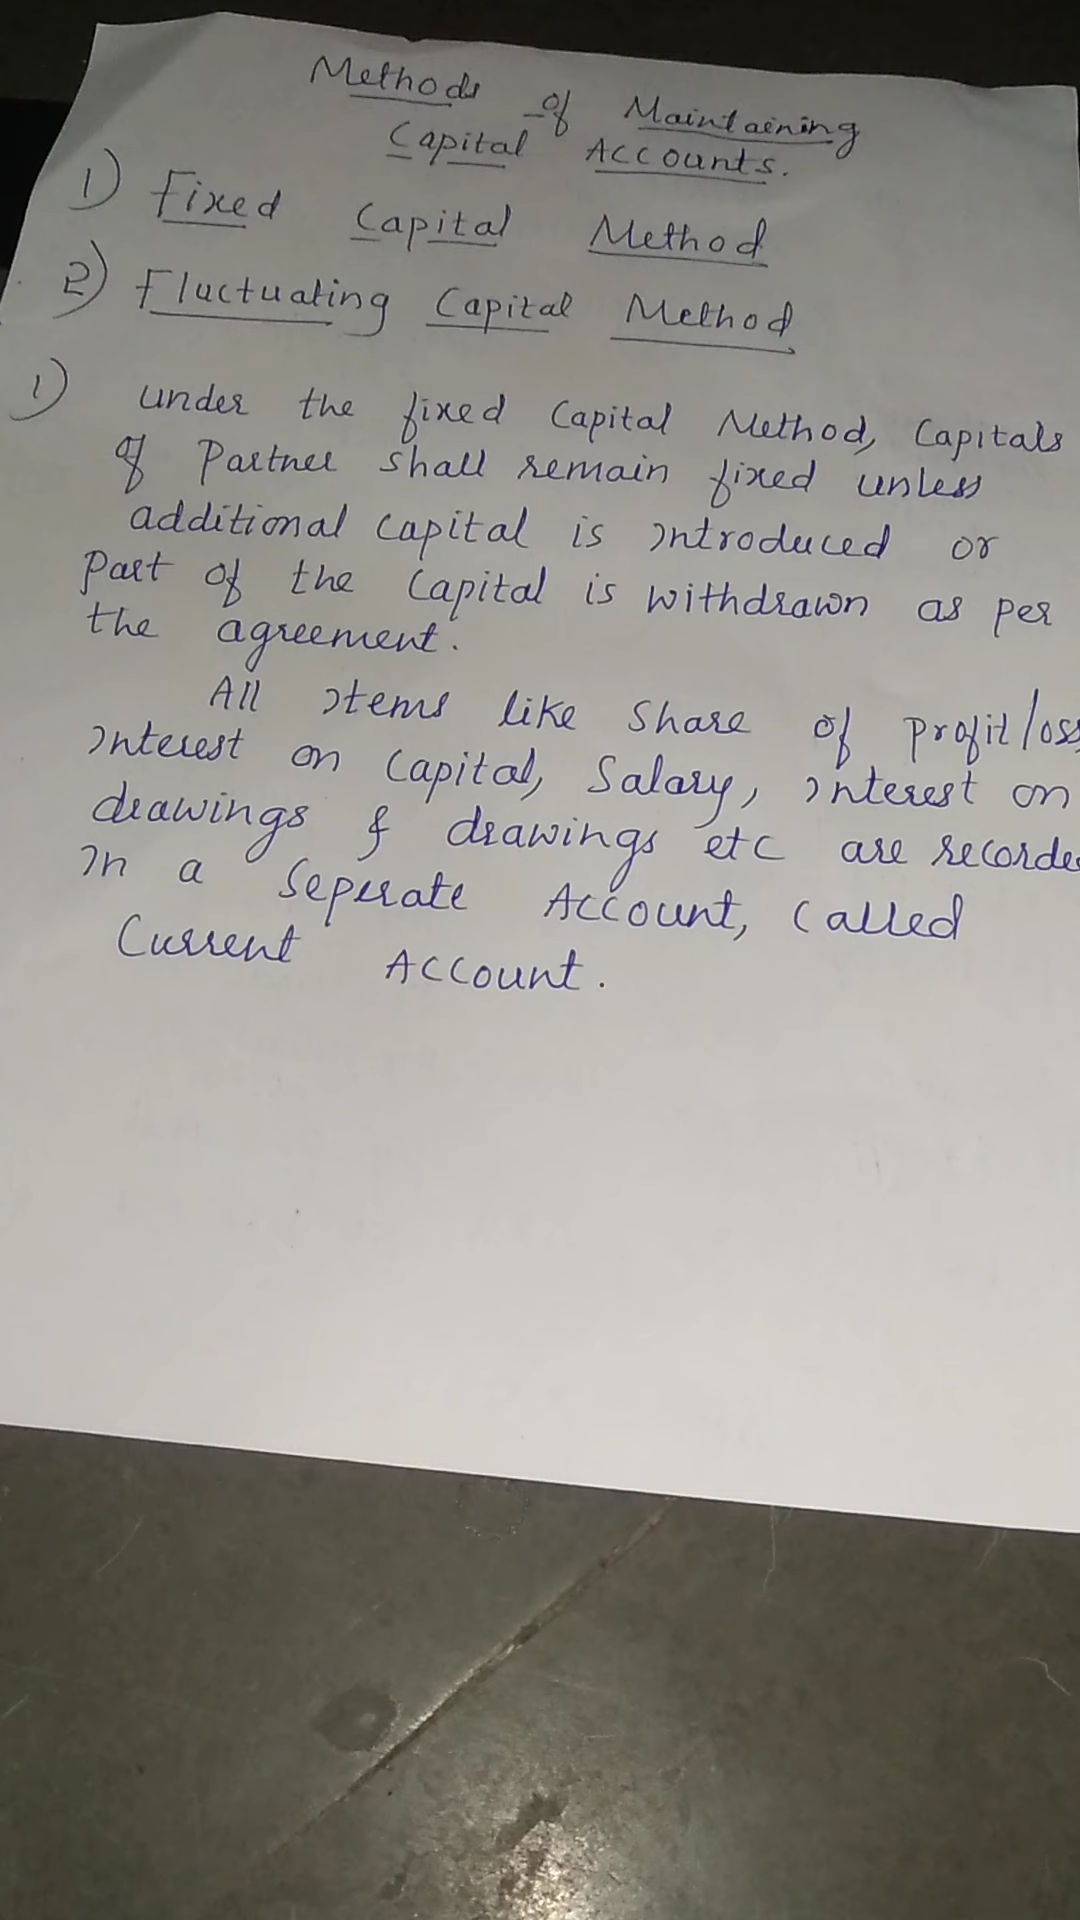 Methods of Maintaining
Capital Accounts.
1) Fixed Capital Method
2) Fluctuating Capital Method
1) under the fixed Capital Method, Capitals
of Partner shall remain fixed unless
additional capital is introduced or
Part of the Capital is withdrawn as per
the agreement.
All items like Share of profit/loss
interest on Capital, Salary, interest on
drawings & drawings etc are recorde
in a Seperate Account, Called
Current Account.